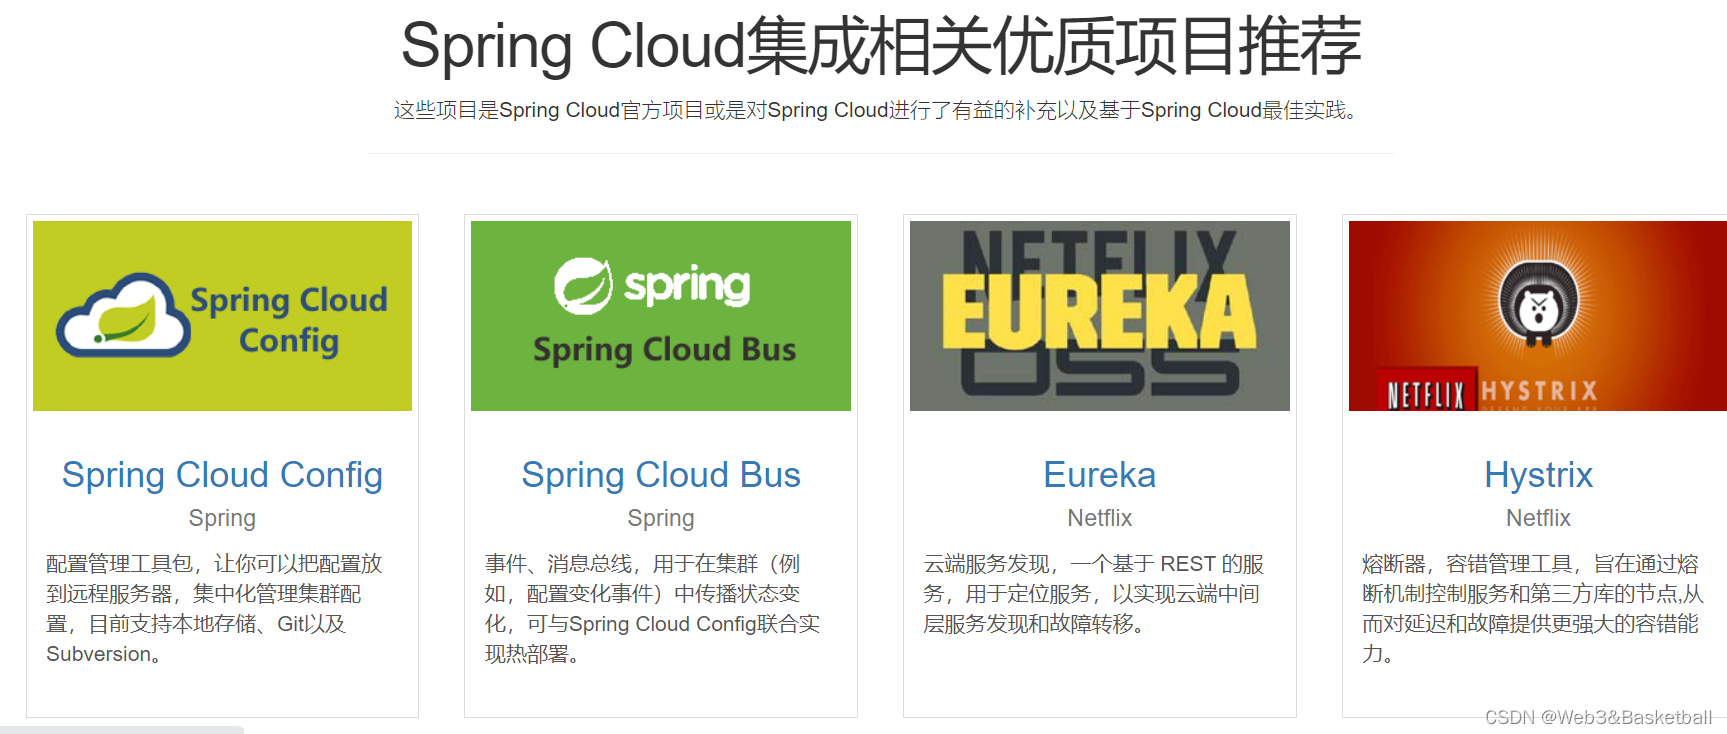 Spring Cloud集成相关优质项目推荐
这些项目是Spring Cloud官方项目或是对Spring Cloud进行了有益的补充以及基于Spring Cloud最佳实践。
Spring Cloud
Config
Spring Cloud Config
Spring
配置管理工具包，让你可以把配置放
到远程服务器，集中化管理集群配
置，目前支持本地存储、Git以及
Subversion。
spring
Spring Cloud Bus
Spring Cloud Bus
Spring
事件、消息总线，用于在集群（例
如，配置变化事件）中传播状态变
化，可与Spring Cloud Config联合实
现热部署。
NETFLIX
EUREKA
OSS
Eureka
Netflix
云端服务发现，一个基于 REST 的服
务，用于定位服务，以实现云端中间
层服务发现和故障转移。
NETFLIX HYSTRIX
Hystrix
Netflix
熔断器，容错管理工具，旨在通过熔
断机制控制服务和第三方库的节点,从
而对延迟和故障提供更强大的容错能
力。
CSDN @Web3&Basketball